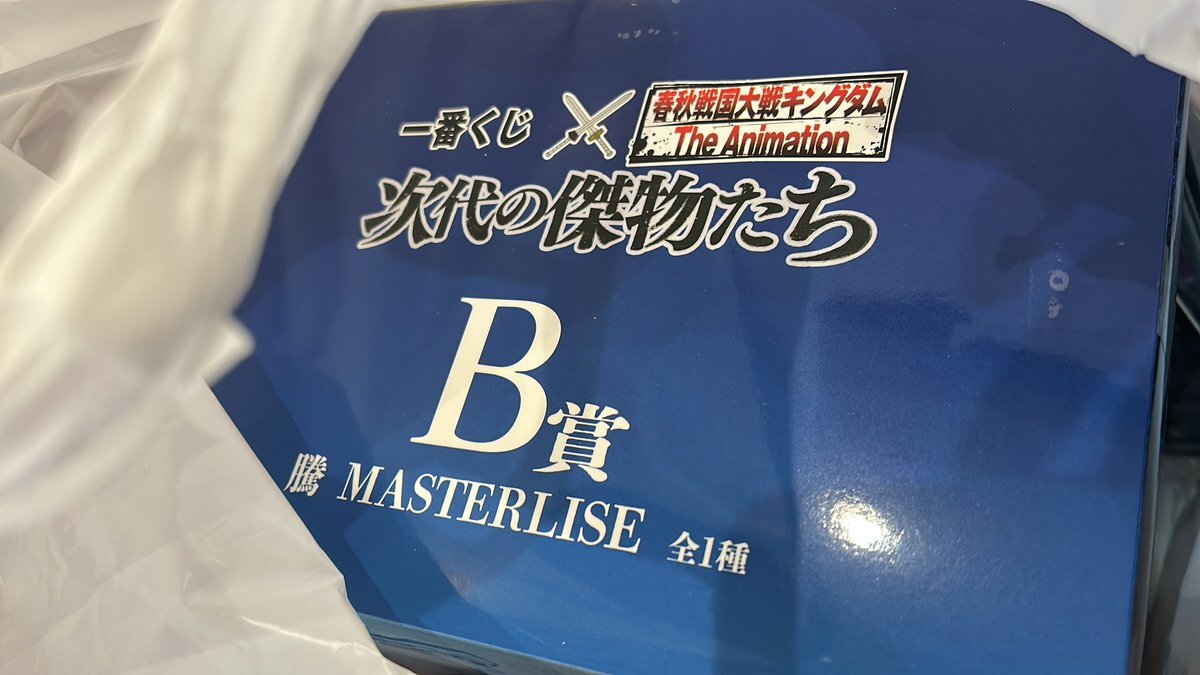 一番くじ
春秋戦国大戦キングダム
The Animation
次代の傑物たち
B賞
騰 MASTERLISE 全1種